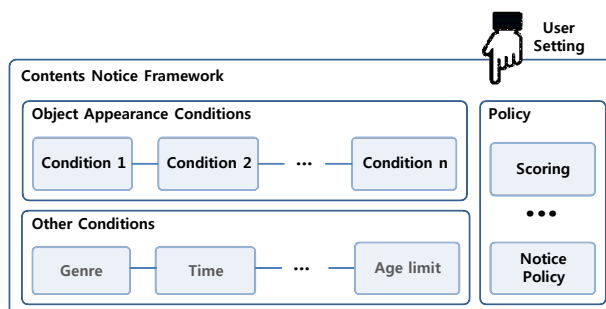 User
Setting
Contents Notice Framework
Object Appearance Conditions
Condition 1
Condition 2
...
Condition n
Other Conditions
Genre
Time
...
Age limit
Policy
Scoring
...
Notice
Policy